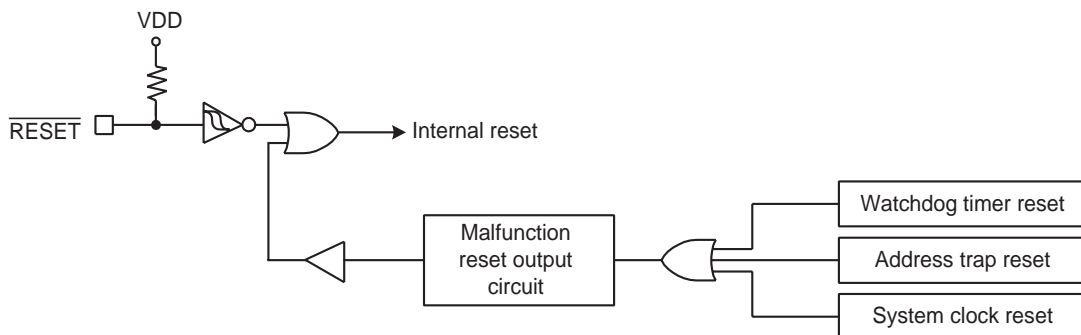 VDD
RESET
Internal reset
Watchdog timer reset
Malfunction
reset output
circuit
Address trap reset
System clock reset